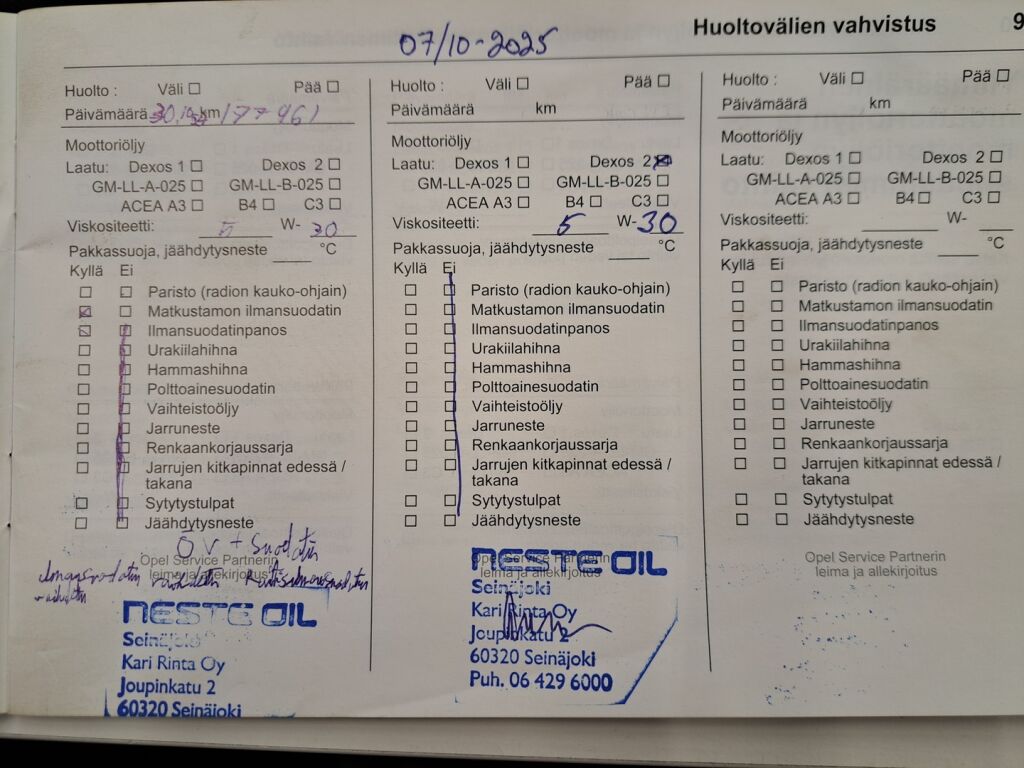 Huoltovälien vahvistus 9
07/10-2025
Huolto : Väli ☐ Pää ☐
Päivämäärä 30.10 km 177 961
Moottoriöljy
Laatu: Dexos 1 ☐ Dexos 2 ☐
GM-LL-A-025 ☐ GM-LL-B-025 ☐
ACEA A3 ☐ B4 ☐ C3 ☐
Viskositeetti: 5 W- 30
Pakkassuoja, jäähdytysneste ____ °C
Kyllä Ei
☐ ☐ Paristo (radion kauko-ohjain)
☒ ☐ Matkustamon ilmansuodatin
☒ ☐ Ilmansuodatinpanos
☐ ☐ Urakiilahihna
☐ ☐ Hammashihna
☐ ☐ Polttoainesuodatin
☐ ☐ Vaihteistoöljy
☐ ☐ Jarruneste
☐ ☐ Renkaankorjaussarja
☐ ☐ Jarrujen kitkapinnat edessä /
takana
☐ ☐ Sytytystulpat
☐ ☐ Jäähdytysneste
ÖV + Suodatin
Opel Service Partnerin
leima ja allekirjoitus
NESTE OIL
Seinäjoki
Kari Rinta Oy
Joupinkatu 2
60320 Seinäjoki
Huolto : Väli ☐ Pää ☐
Päivämäärä km
Moottoriöljy
Laatu: Dexos 1 ☐ Dexos 2 ☒
GM-LL-A-025 ☐ GM-LL-B-025 ☐
ACEA A3 ☐ B4 ☐ C3 ☐
Viskositeetti: 5 W- 30
Pakkassuoja, jäähdytysneste ____ °C
Kyllä Ei
☐ ☐ Paristo (radion kauko-ohjain)
☐ ☐ Matkustamon ilmansuodatin
☐ ☐ Ilmansuodatinpanos
☐ ☐ Urakiilahihna
☐ ☐ Hammashihna
☐ ☐ Polttoainesuodatin
☐ ☐ Vaihteistoöljy
☐ ☐ Jarruneste
☐ ☐ Renkaankorjaussarja
☐ ☐ Jarrujen kitkapinnat edessä /
takana
☐ ☐ Sytytystulpat
☐ ☐ Jäähdytysneste
Opel Service Partnerin
leima ja allekirjoitus
NESTE OIL
Seinäjoki
Kari Rinta Oy
Joupinkatu 2
60320 Seinäjoki
Puh. 06 429 6000
Huolto : Väli ☐ Pää ☐
Päivämäärä km
Moottoriöljy
Laatu: Dexos 1 ☐ Dexos 2 ☐
GM-LL-A-025 ☐ GM-LL-B-025 ☐
ACEA A3 ☐ B4 ☐ C3 ☐
Viskositeetti: ____ W- ____
Pakkassuoja, jäähdytysneste ____ °C
Kyllä Ei
☐ ☐ Paristo (radion kauko-ohjain)
☐ ☐ Matkustamon ilmansuodatin
☐ ☐ Ilmansuodatinpanos
☐ ☐ Urakiilahihna
☐ ☐ Hammashihna
☐ ☐ Polttoainesuodatin
☐ ☐ Vaihteistoöljy
☐ ☐ Jarruneste
☐ ☐ Renkaankorjaussarja
☐ ☐ Jarrujen kitkapinnat edessä /
takana
☐ ☐ Sytytystulpat
☐ ☐ Jäähdytysneste
Opel Service Partnerin
leima ja allekirjoitus